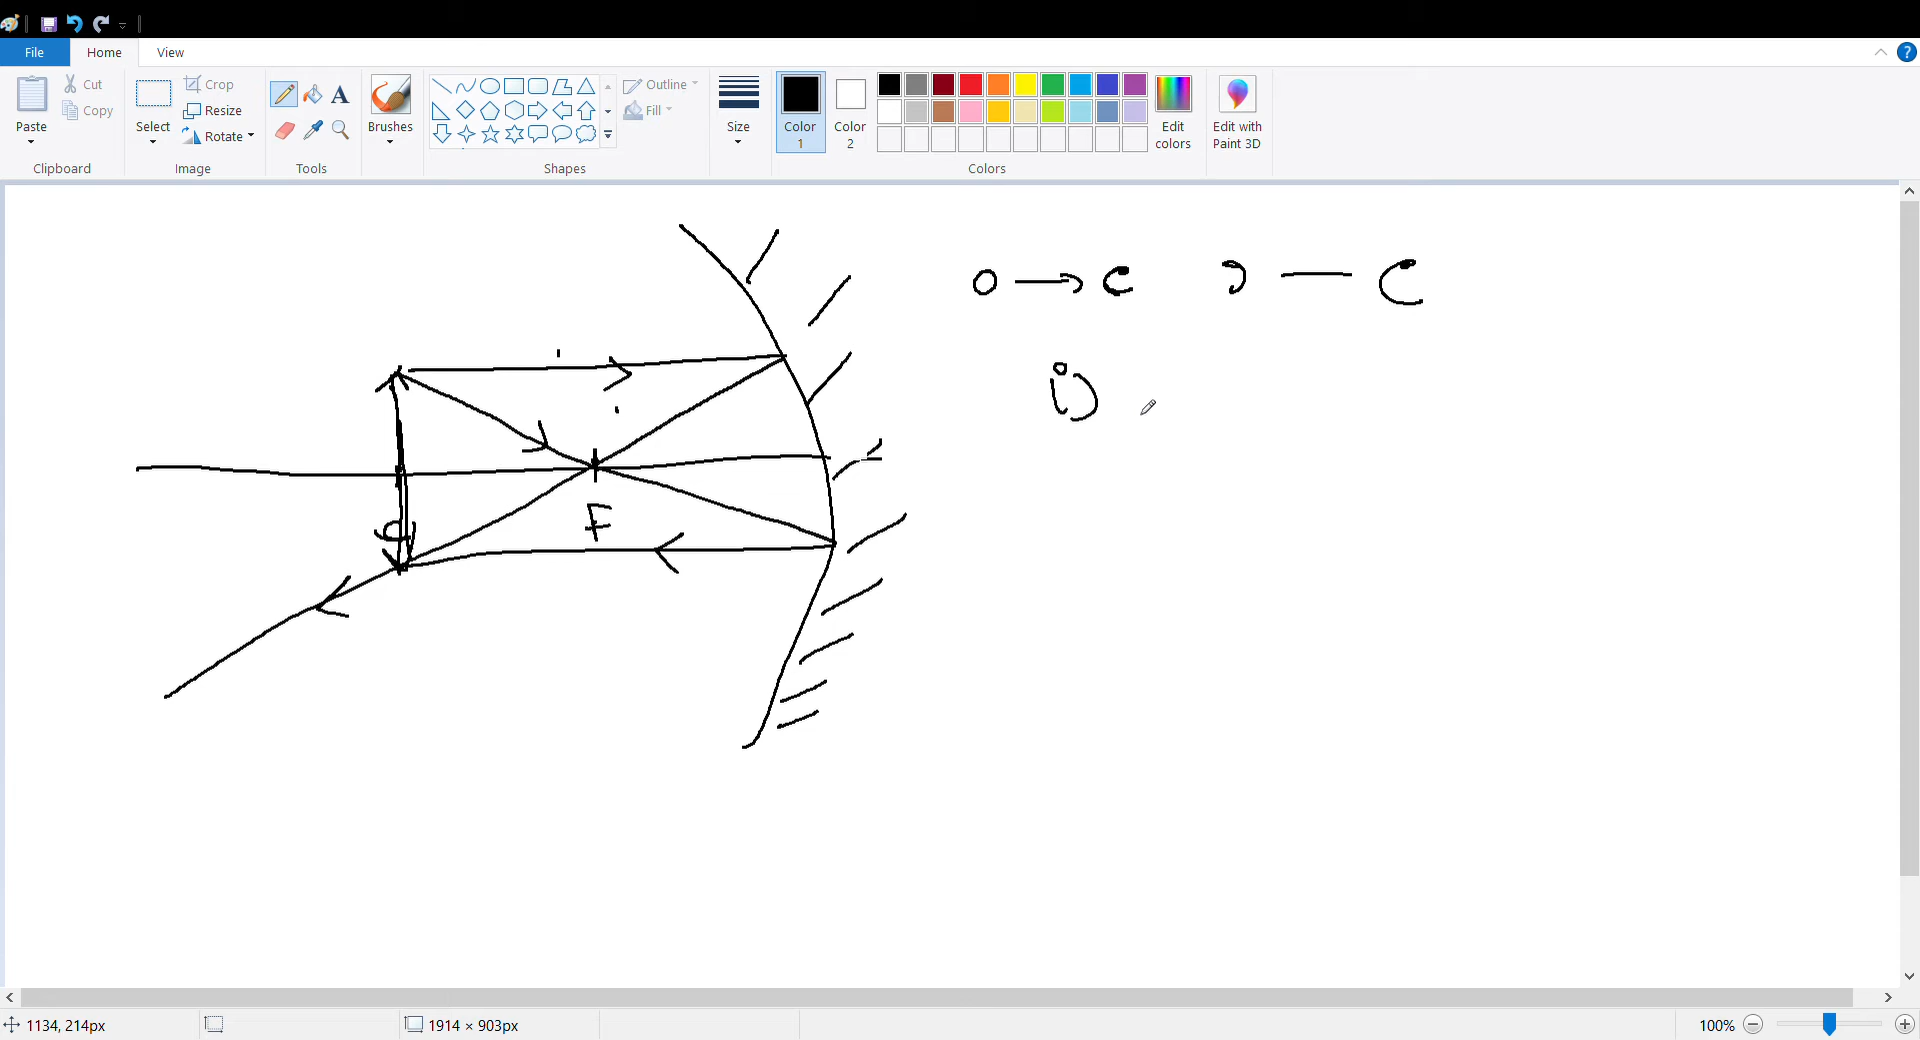 File Home View
Paste
Cut
Copy
Clipboard
Select
Crop
Resize
Rotate
Image
Tools
Brushes
Shapes
Outline
Fill
Size
Color 1
Color 2
Edit colors
Edit with Paint 3D
Colors
o → c — C
i)
F
C
1134, 214px
1914 × 903px
100%